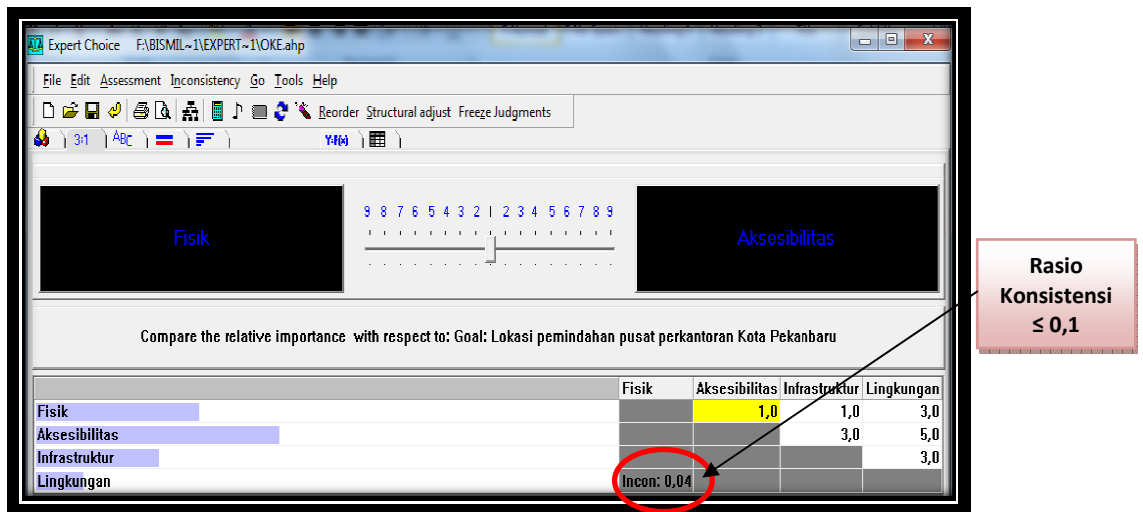 Expert Choice F:\BISMIL~1\EXPERT~1\OKE.ahp
File Edit Assessment Inconsistency Go Tools Help
Reorder Structural adjust Freeze Judgments
3:1 ABC Y:F(x)
9 8 7 6 5 4 3 2 1 2 3 4 5 6 7 8 9
Fisik
Aksesibilitas
Compare the relative importance with respect to: Goal: Lokasi pemindahan pusat perkantoran Kota Pekanbaru
Fisik Aksesibilitas Infrastruktur Lingkungan
Fisik 1,0 1,0 3,0
Aksesibilitas 3,0 5,0
Infrastruktur 3,0
Lingkungan Incon: 0,04
Rasio
Konsistensi
≤ 0,1